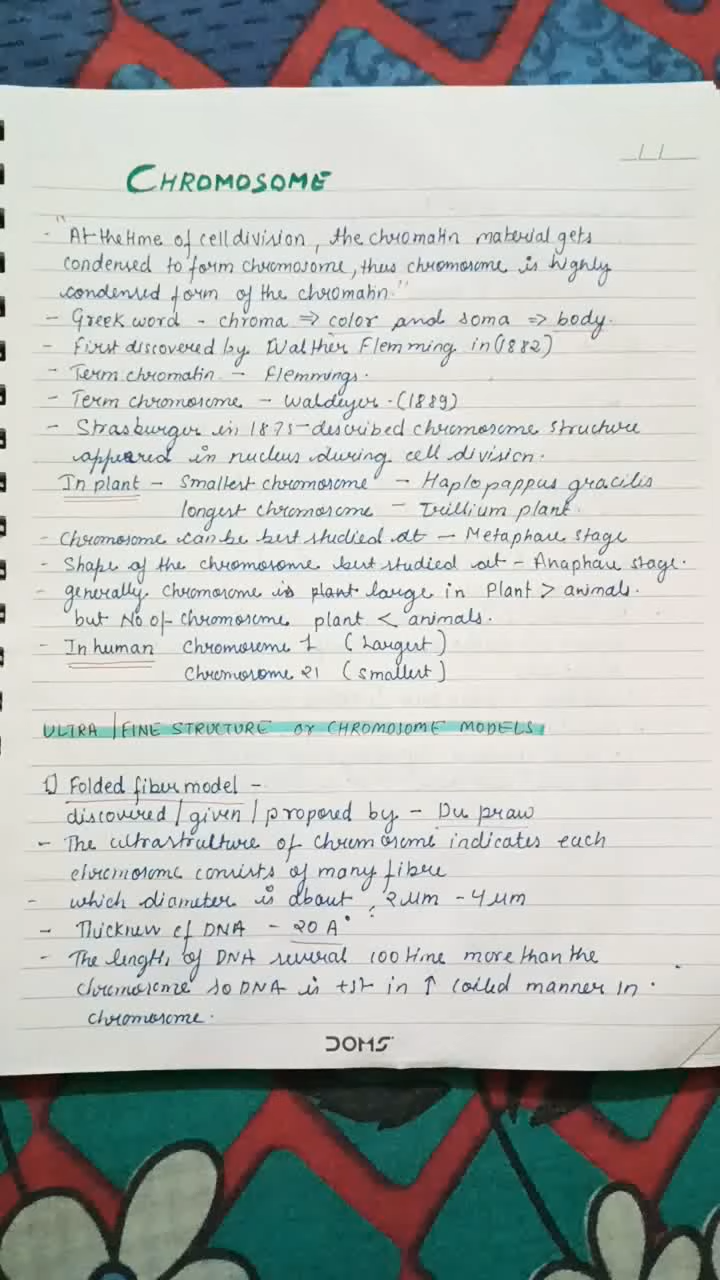 CHROMOSOME
- "At the time of cell division, the chromatin material gets
condensed to form chromosome, thus chromosome is highly
condensed form of the chromatin."
- Greek word - chroma ⇒ color and soma ⇒ body.
- First discovered by Walther Flemming in (1882)
- Term chromatin - Flemmings.
- Term chromosome - Waldeyer - (1889)
- Strasburger in 1875 - described chromosome structure
appeared in nucleus during cell division.
In plant - Smallest chromosome - Haplopappus gracilis
longest chromosome - Trillium plant.
- Chromosome can be best studied at - Metaphase stage
- Shape of the chromosome best studied at - Anaphase stage.
- generally Chromosome is plant large in Plant > animals.
but No of chromosome plant < animals.
- In human Chromosome 1 (Largest)
Chromosome 21 (smallest)
ULTRA / FINE STRUCTURE or CHROMOSOME MODELS
1) Folded fiber model -
discovered / given / proposed by - Du praw
- The ultrastructure of chromosome indicates each
chromosome consists of many fibre
- which diameter is about 2 µm - 4 µm
- Thickness of DNA - 20 A°
- The length of DNA several 100 time more than the
chromosome so DNA is in ↑ coiled manner in
chromosome.
DOMS